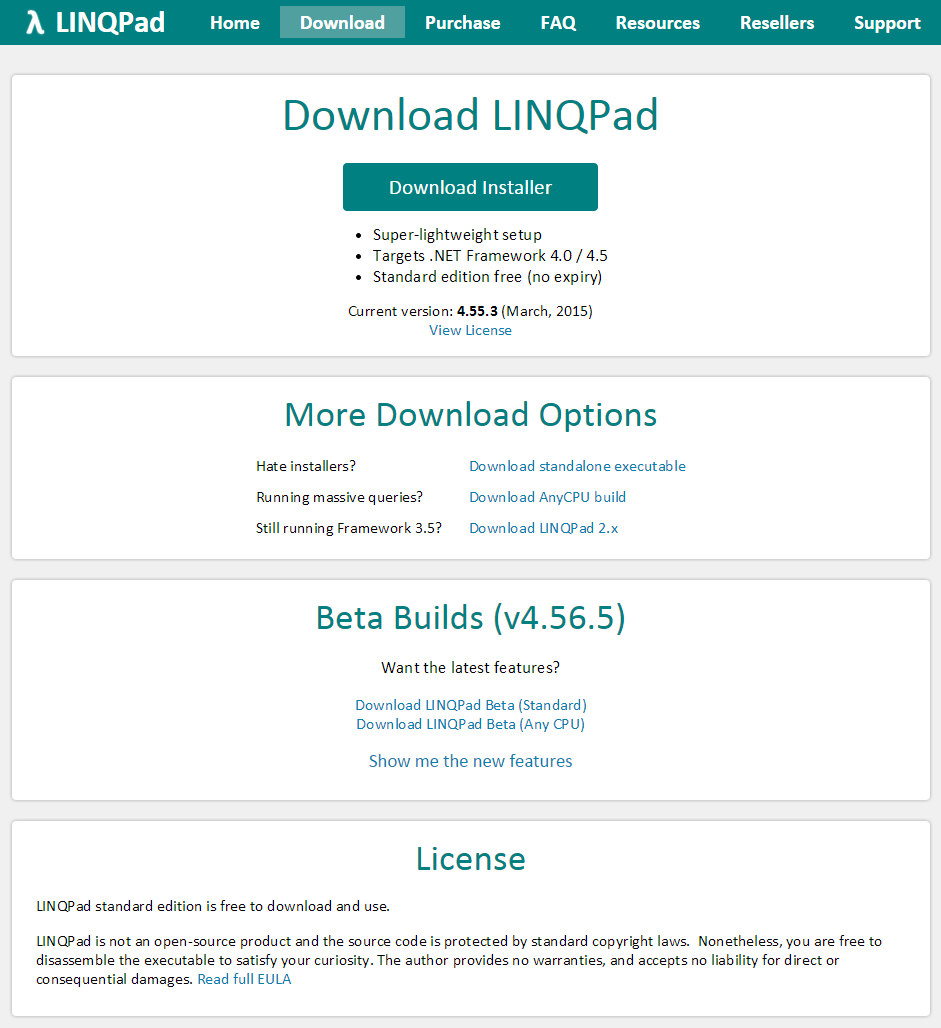 λ LINQPad Home Download Purchase FAQ Resources Resellers Support
Download LINQPad
Download Installer
• Super-lightweight setup
• Targets .NET Framework 4.0 / 4.5
• Standard edition free (no expiry)
Current version: 4.55.3 (March, 2015)
View License
More Download Options
Hate installers? Download standalone executable
Running massive queries? Download AnyCPU build
Still running Framework 3.5? Download LINQPad 2.x
Beta Builds (v4.56.5)
Want the latest features?
Download LINQPad Beta (Standard)
Download LINQPad Beta (Any CPU)
Show me the new features
License
LINQPad standard edition is free to download and use.
LINQPad is not an open-source product and the source code is protected by standard copyright laws.  Nonetheless, you are free to
disassemble the executable to satisfy your curiosity. The author provides no warranties, and accepts no liability for direct or
consequential damages. Read full EULA